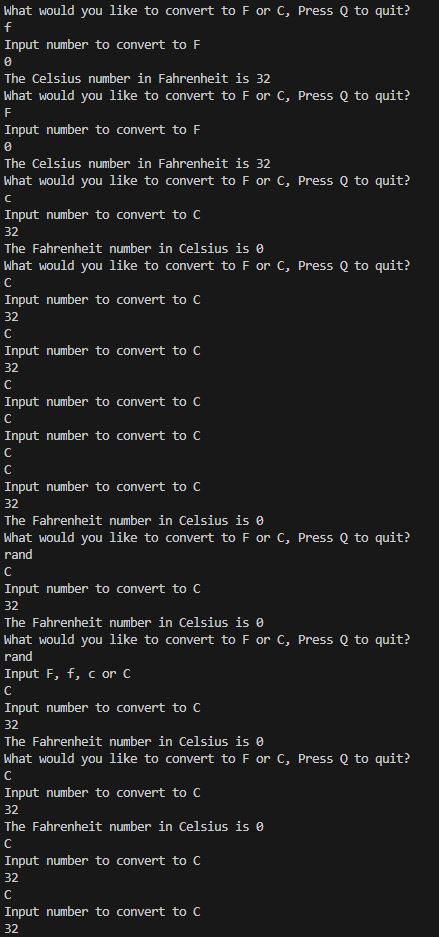 What would you like to convert to F or C, Press Q to quit?
f
Input number to convert to F
0
The Celsius number in Fahrenheit is 32
What would you like to convert to F or C, Press Q to quit?
F
Input number to convert to F
0
The Celsius number in Fahrenheit is 32
What would you like to convert to F or C, Press Q to quit?
c
Input number to convert to C
32
The Fahrenheit number in Celsius is 0
What would you like to convert to F or C, Press Q to quit?
C
Input number to convert to C
32
C
Input number to convert to C
32
C
Input number to convert to C
C
Input number to convert to C
C
C
Input number to convert to C
32
The Fahrenheit number in Celsius is 0
What would you like to convert to F or C, Press Q to quit?
rand
C
Input number to convert to C
32
The Fahrenheit number in Celsius is 0
What would you like to convert to F or C, Press Q to quit?
rand
Input F, f, c or C
C
Input number to convert to C
32
The Fahrenheit number in Celsius is 0
What would you like to convert to F or C, Press Q to quit?
C
Input number to convert to C
32
The Fahrenheit number in Celsius is 0
C
Input number to convert to C
32
C
Input number to convert to C
32